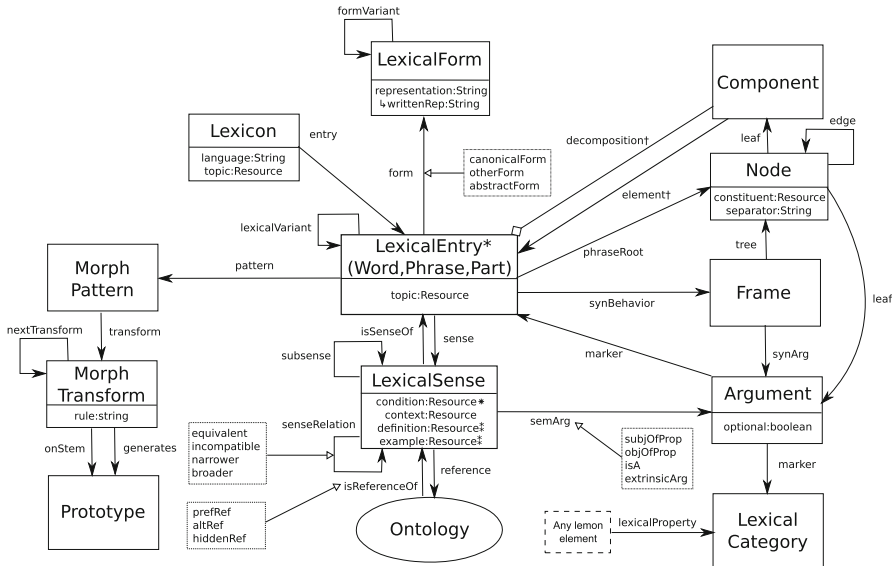 formVariant
LexicalForm
representation:String
↳writtenRep:String
Component
Lexicon
language:String
topic:Resource
entry
decomposition†
leaf
edge
form
canonicalForm
otherForm
abstractForm
Node
constituent:Resource
separator:String
element†
lexicalVariant
LexicalEntry*
(Word,Phrase,Part)
topic:Resource
phraseRoot
tree
Morph
Pattern
pattern
synBehavior
Frame
leaf
nextTransform
transform
isSenseOf
sense
subsense
marker
synArg
Morph
Transform
rule:string
LexicalSense
condition:Resource*
context:Resource
definition:Resource‡
example:Resource‡
Argument
optional:boolean
semArg
senseRelation
equivalent
incompatible
narrower
broader
subjOfProp
objOfProp
isA
extrinsicArg
onStem
generates
marker
reference
isReferenceOf
Prototype
prefRef
altRef
hiddenRef
Ontology
Any lemon
element
lexicalProperty
Lexical
Category